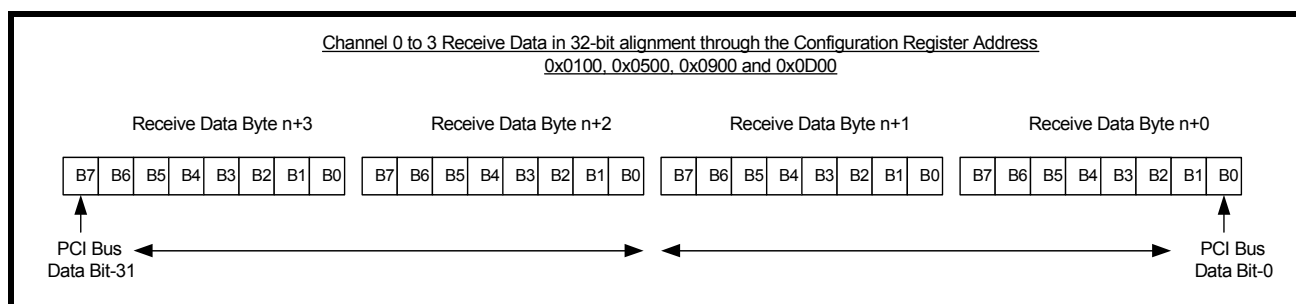 Channel 0 to 3 Receive Data in 32-bit alignment through the Configuration Register Address
0x0100, 0x0500, 0x0900 and 0x0D00
Receive Data Byte n+3 Receive Data Byte n+2 Receive Data Byte n+1 Receive Data Byte n+0
B7 B6 B5 B4 B3 B2 B1 B0 B7 B6 B5 B4 B3 B2 B1 B0 B7 B6 B5 B4 B3 B2 B1 B0 B7 B6 B5 B4 B3 B2 B1 B0
PCI Bus PCI Bus
Data Bit-31 Data Bit-0